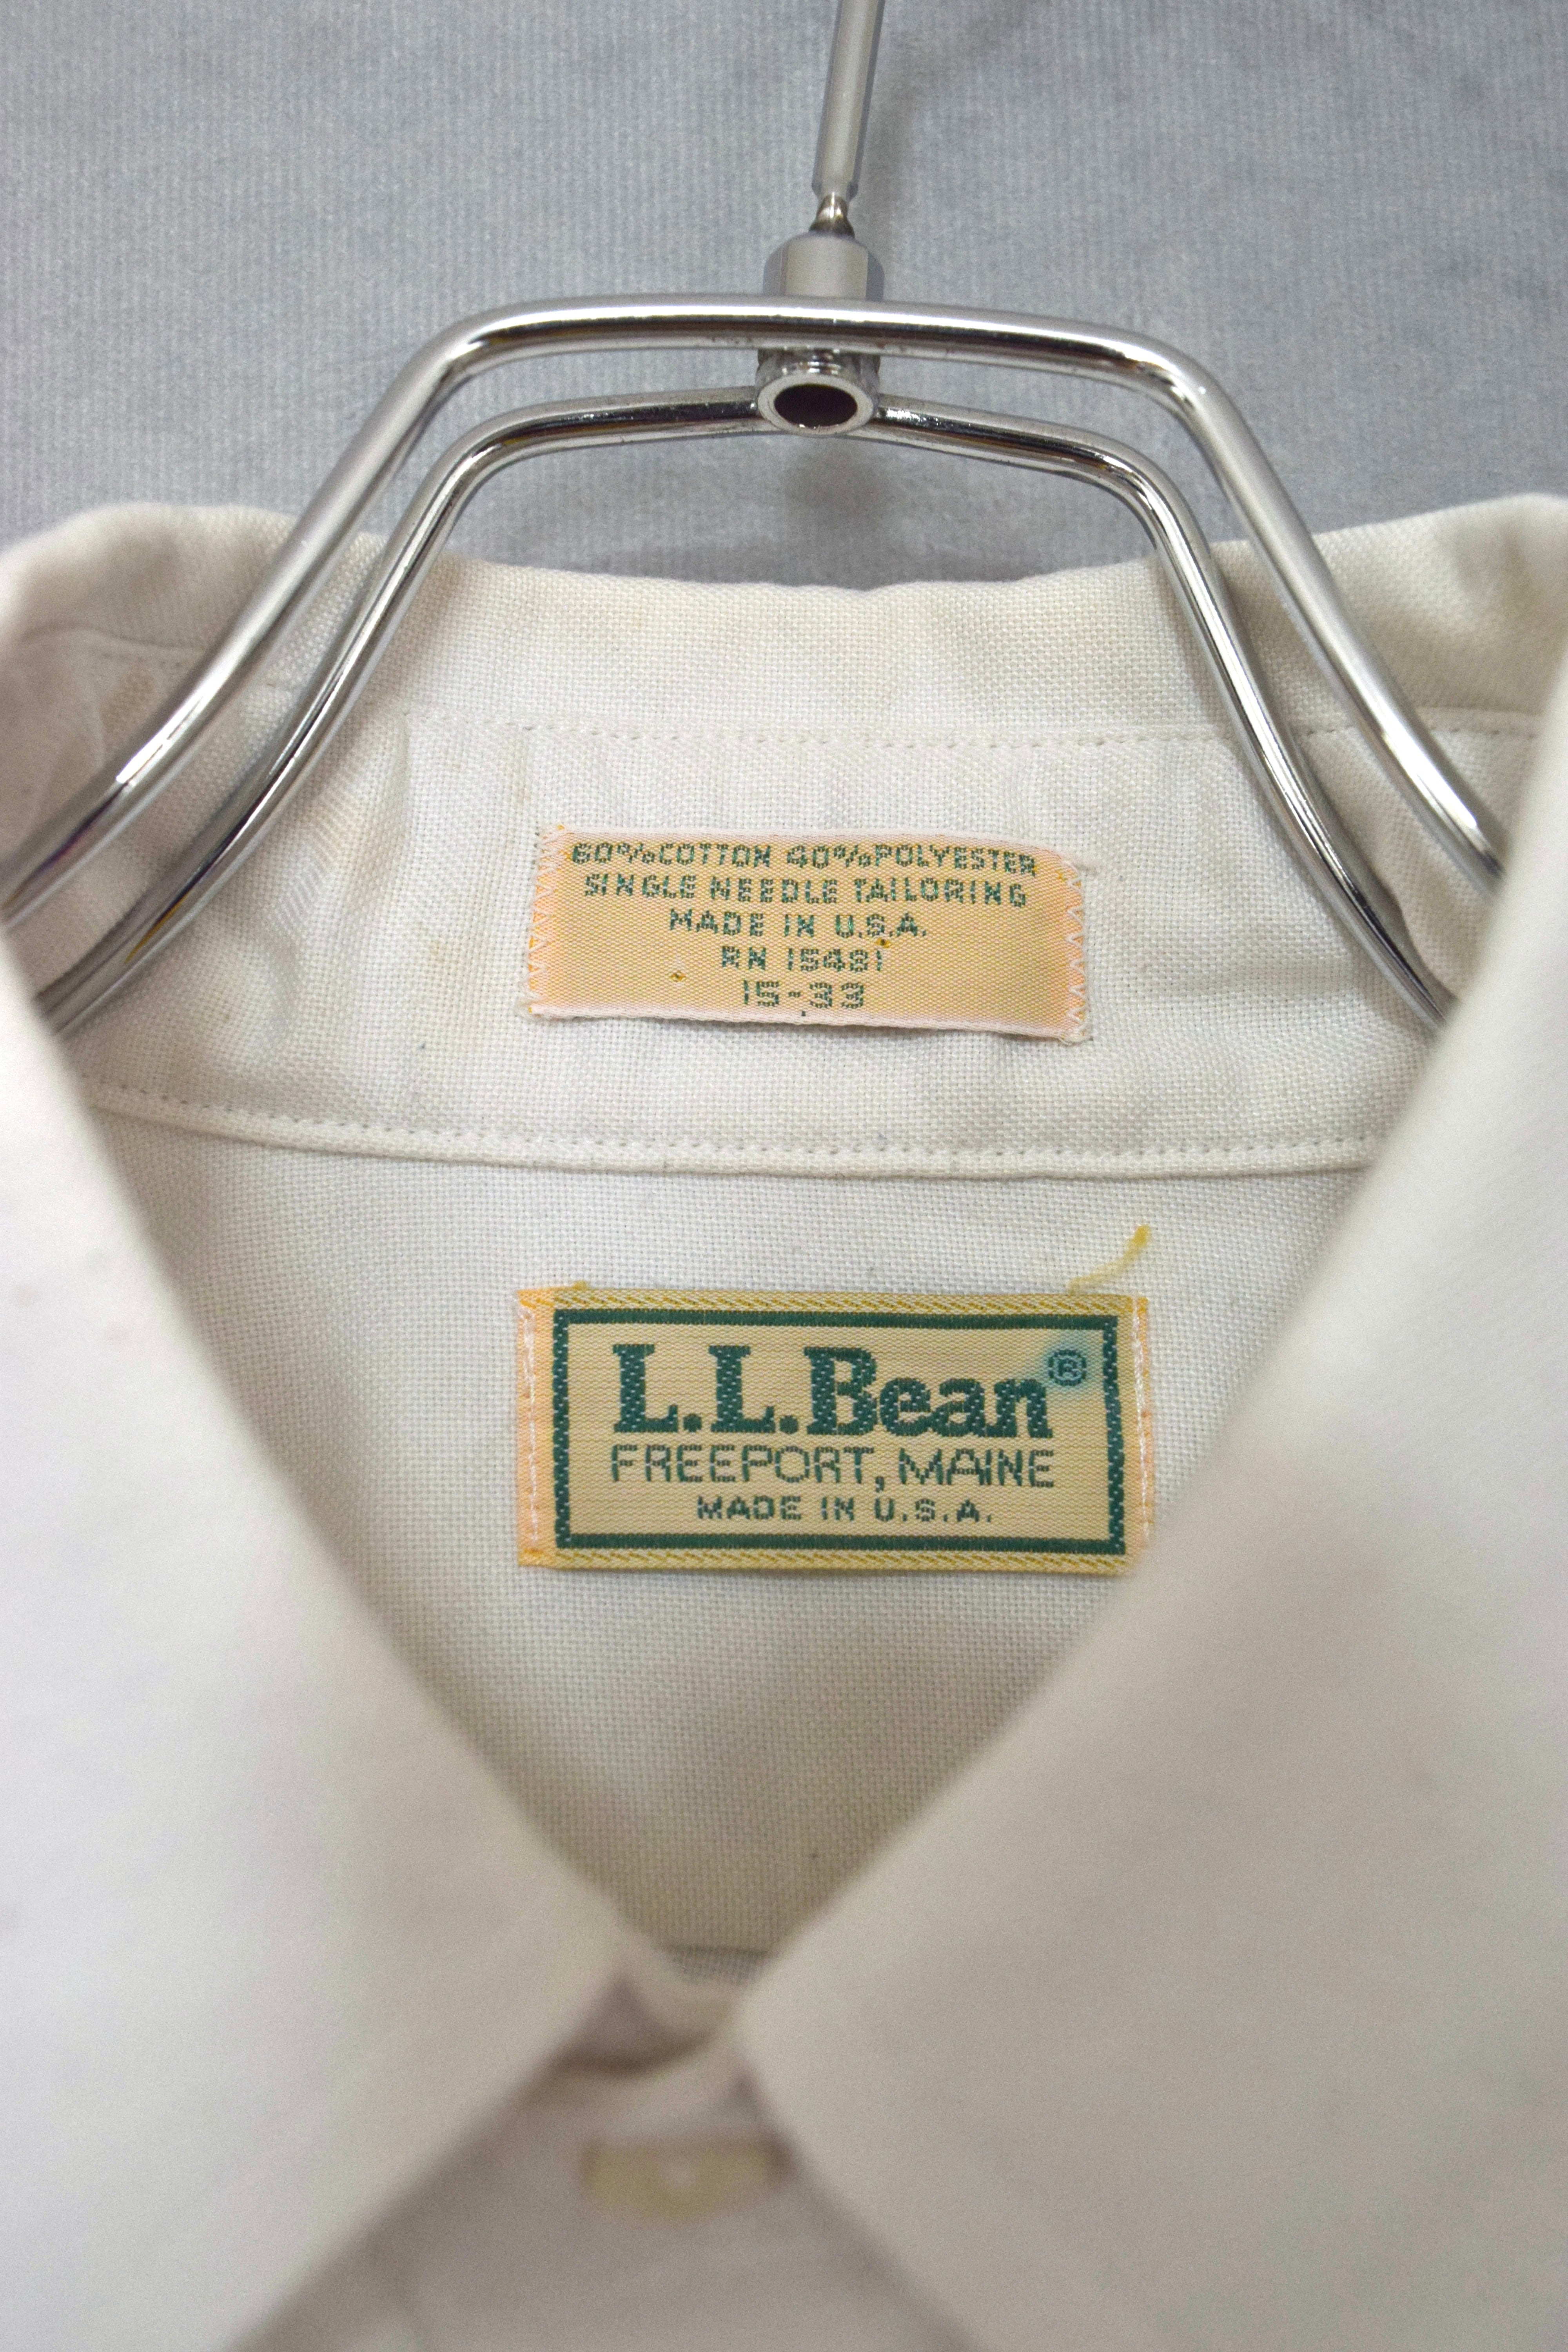 60% COTTON 40% POLYESTER
SINGLE NEEDLE TAILORING
MADE IN U.S.A.
RN 15481
15-33
L.L.Bean®
FREEPORT, MAINE
MADE IN U.S.A.